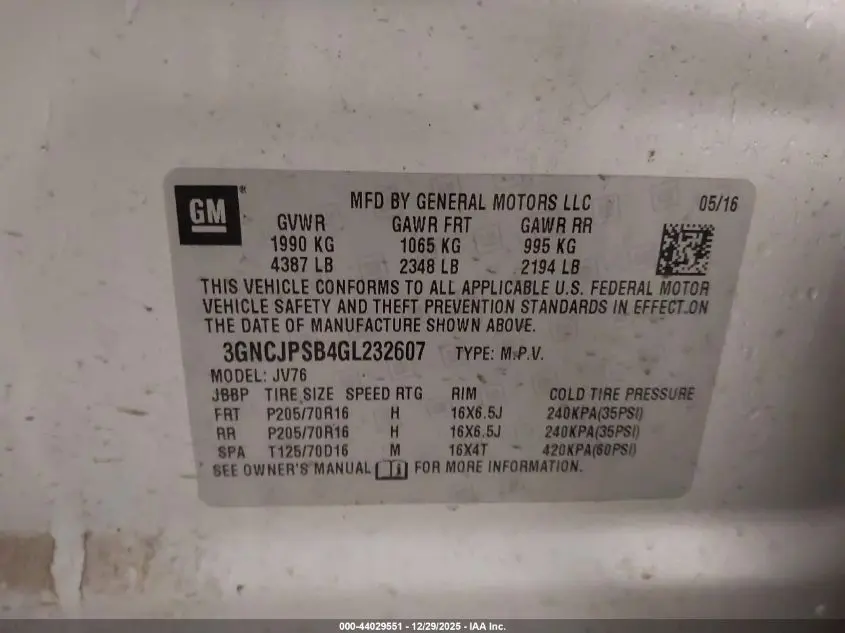 GM
MFD BY GENERAL MOTORS LLC 05/16
GVWR GAWR FRT GAWR RR
1990 KG 1065 KG 995 KG
4387 LB 2348 LB 2194 LB
THIS VEHICLE CONFORMS TO ALL APPLICABLE U.S. FEDERAL MOTOR
VEHICLE SAFETY AND THEFT PREVENTION STANDARDS IN EFFECT ON
THE DATE OF MANUFACTURE SHOWN ABOVE.
3GNCJPSB4GL232607 TYPE: M.P.V.
MODEL: JV76
JBBP TIRE SIZE SPEED RTG RIM COLD TIRE PRESSURE
FRT P205/70R16 H 16X6.5J 240KPA(35PSI)
RR P205/70R16 H 16X6.5J 240KPA(35PSI)
SPA T125/70D16 M 16X4T 420KPA(60PSI)
SEE OWNER'S MANUAL FOR MORE INFORMATION.
000-44029551 — 12/29/2025 — IAA Inc.